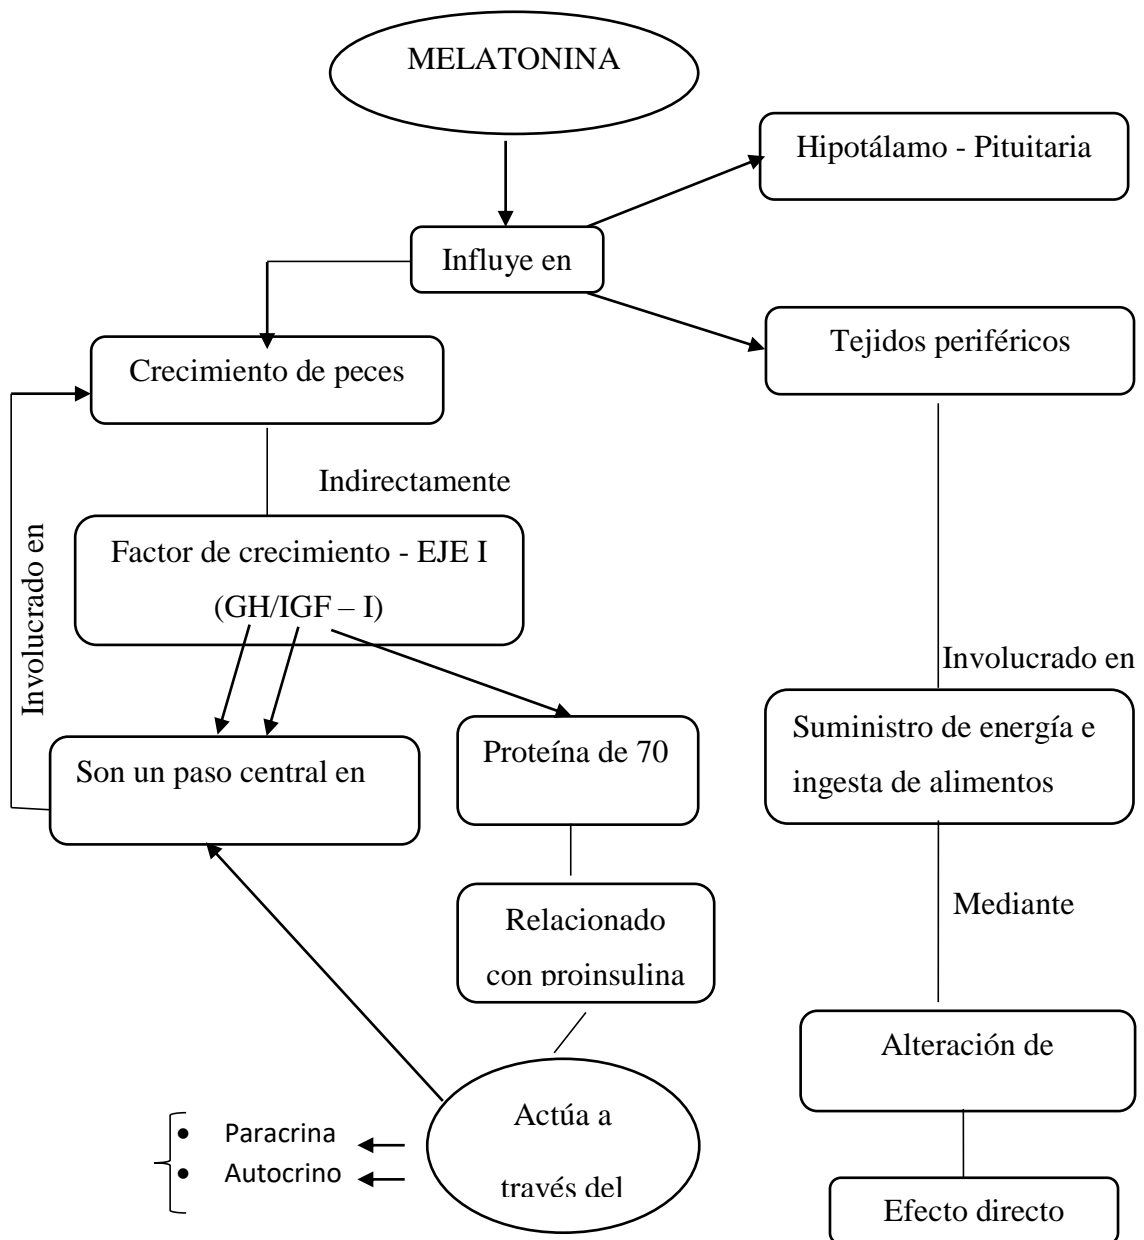 MELATONINA
Hipotálamo - Pituitaria
Influye en
Tejidos periféricos
Crecimiento de peces
Indirectamente
Factor de crecimiento - EJE I
(GH/IGF – I)
Involucrado en
Involucrado en
Son un paso central en
Proteína de 70
Suministro de energía e
ingesta de alimentos
Relacionado
con proinsulina
Mediante
Alteración de
Actúa a
través del
• Paracrina
• Autocrino
Efecto directo